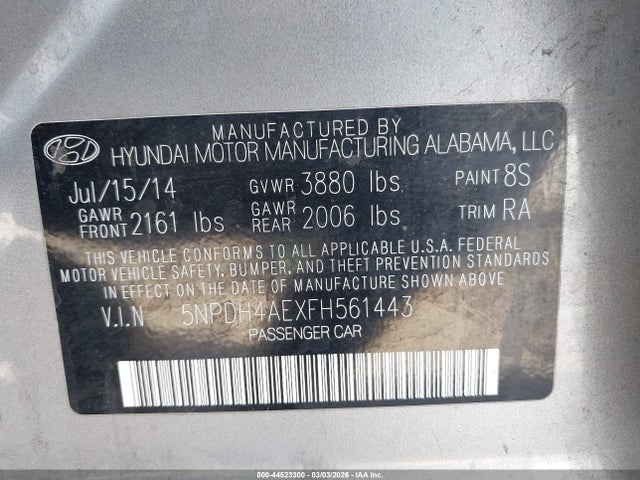 MANUFACTURED BY
HYUNDAI MOTOR MANUFACTURING ALABAMA, LLC
Jul/15/14 GVWR 3880 lbs PAINT 8S
GAWR FRONT 2161 lbs GAWR REAR 2006 lbs TRIM RA
THIS VEHICLE CONFORMS TO ALL APPLICABLE U.S.A. FEDERAL
MOTOR VEHICLE SAFETY, BUMPER, AND THEFT PREVENTION
STANDARDS IN EFFECT ON THE DATE OF MANUFACTURE SHOWN ABOVE.
V.I.N 5NPDH4AEXFH561443
PASSENGER CAR
000-44523300 | 03/03/2026 - IAA Inc.